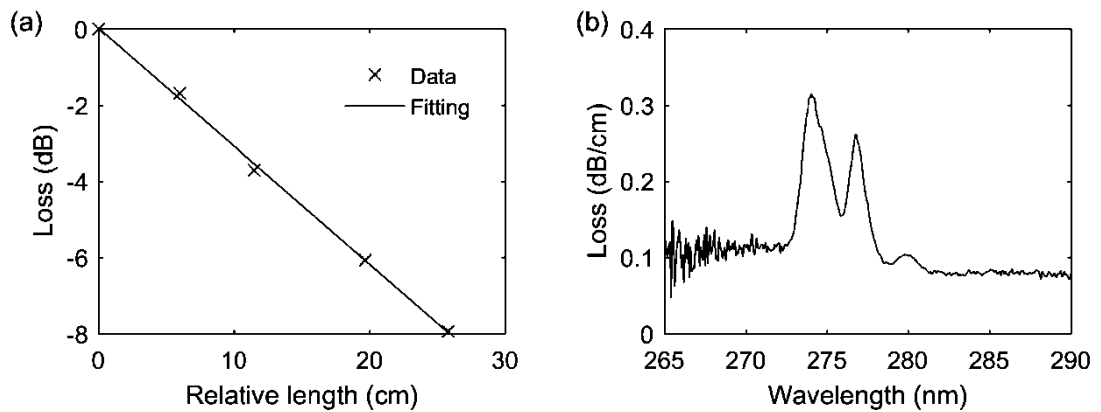 (a)
0
-2
-4
-6
-8
Loss (dB)
Data
Fitting
0 10 20 30
Relative length (cm)
(b)
0.4
0.3
0.2
0.1
0
Loss (dB/cm)
265 270 275 280 285 290
Wavelength (nm)